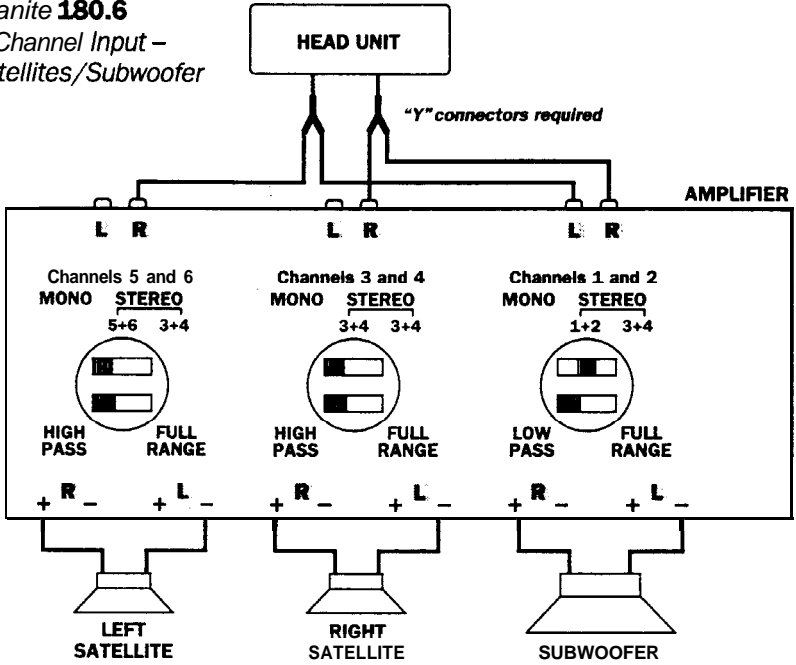 anite 180.6
Channel Input –
tellites/Subwoofer
HEAD UNIT
"Y" connectors required
AMPLIFIER
L R
L R
L R
Channels 5 and 6
MONO STEREO
5+6 3+4
HIGH PASS
FULL RANGE
Channels 3 and 4
MONO STEREO
3+4 3+4
HIGH PASS
FULL RANGE
Channels 1 and 2
MONO STEREO
1+2 3+4
LOW PASS
FULL RANGE
+ R – + L –
+ R – + L –
+ R – + L –
LEFT
SATELLITE
RIGHT
SATELLITE
SUBWOOFER